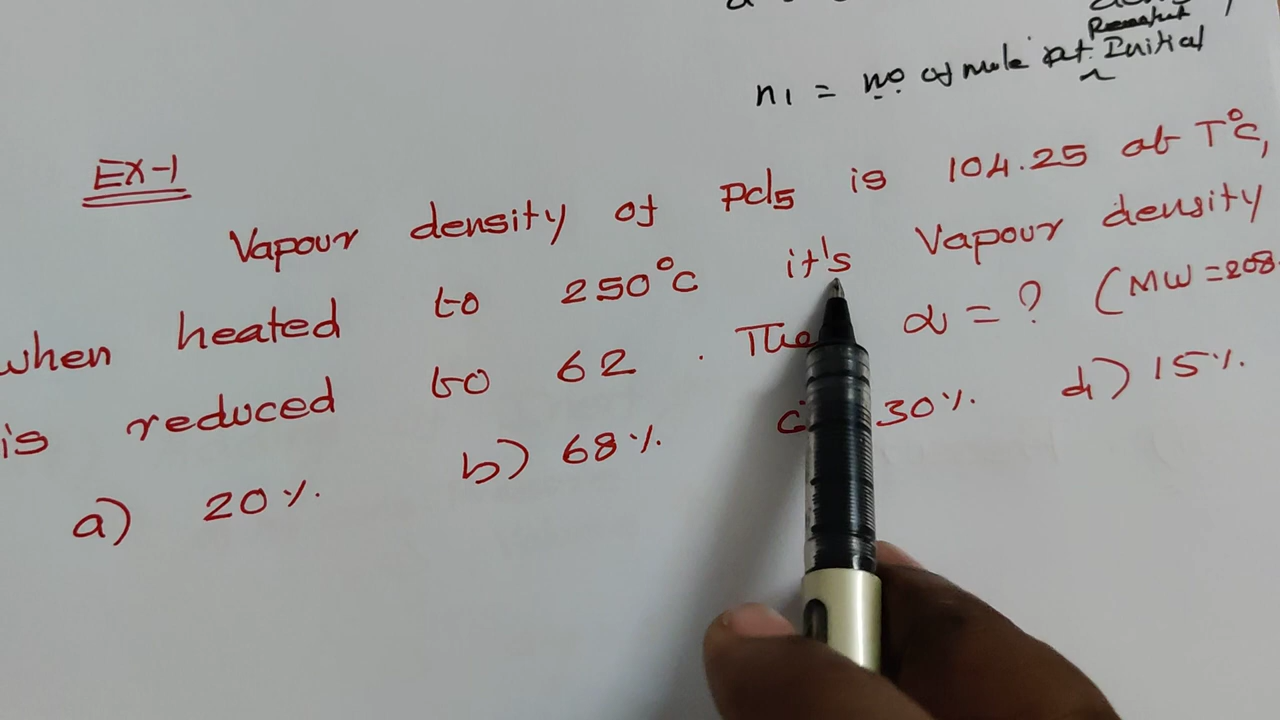 Remaket
n1 = no of mole at Initial
EX-1
Vapour density of pcl5 is 104.25 at T°C,
when heated to 250°C it's Vapour density
is reduced to 62. The α = ? (MW = 208.
a) 20% b) 68% c 30% d) 15%